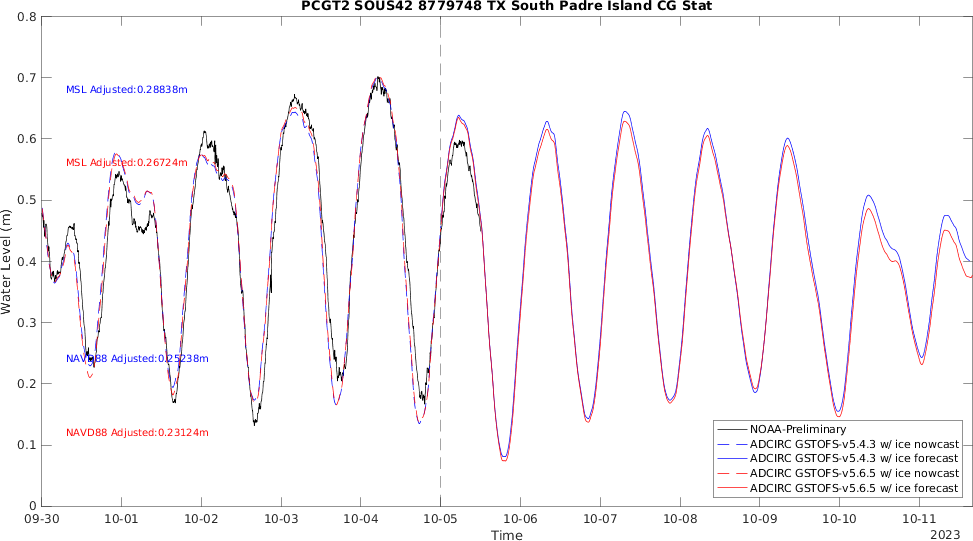 PCGT2 SOUS42 8779748 TX South Padre Island CG Stat
0.8
0.7
0.6
0.5
0.4
0.3
0.2
0.1
0
Water Level (m)
MSL Adjusted:0.28838m
MSL Adjusted:0.26724m
NAVD88 Adjusted:0.25238m
NAVD88 Adjusted:0.23124m
NOAA-Preliminary
ADCIRC GSTOFS-v5.4.3 w/ ice nowcast
ADCIRC GSTOFS-v5.4.3 w/ ice forecast
ADCIRC GSTOFS-v5.6.5 w/ ice nowcast
ADCIRC GSTOFS-v5.6.5 w/ ice forecast
09-30 10-01 10-02 10-03 10-04 10-05 10-06 10-07 10-08 10-09 10-10 10-11
Time
2023